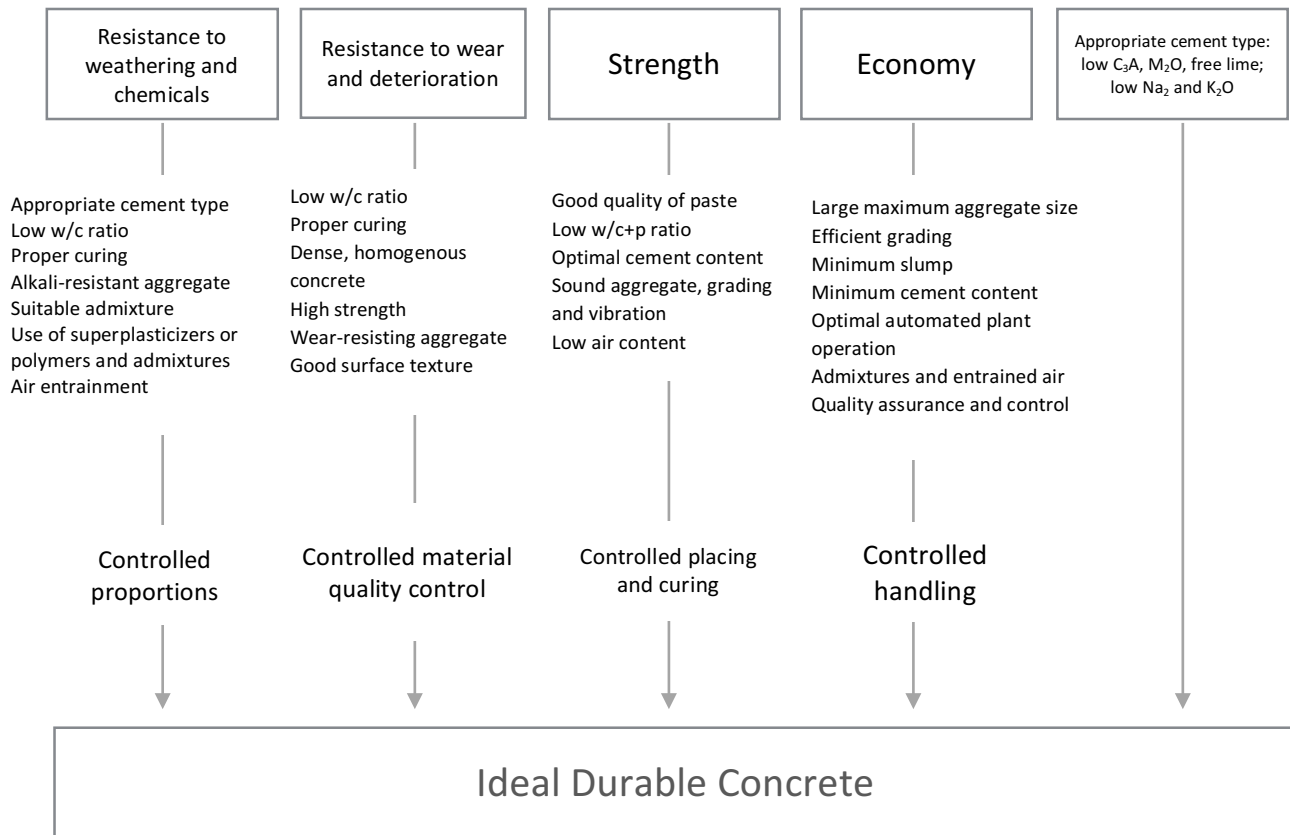 Resistance to
weathering and
chemicals
Resistance to wear
and deterioration
Strength
Economy
Appropriate cement type:
low C₃A, M₂O, free lime;
low Na₂ and K₂O
Appropriate cement type
Low w/c ratio
Proper curing
Alkali-resistant aggregate
Suitable admixture
Use of superplasticizers or
polymers and admixtures
Air entrainment
Low w/c ratio
Proper curing
Dense, homogenous
concrete
High strength
Wear-resisting aggregate
Good surface texture
Good quality of paste
Low w/c+p ratio
Optimal cement content
Sound aggregate, grading
and vibration
Low air content
Large maximum aggregate size
Efficient grading
Minimum slump
Minimum cement content
Optimal automated plant
operation
Admixtures and entrained air
Quality assurance and control
Controlled
proportions
Controlled material
quality control
Controlled placing
and curing
Controlled
handling
Ideal Durable Concrete